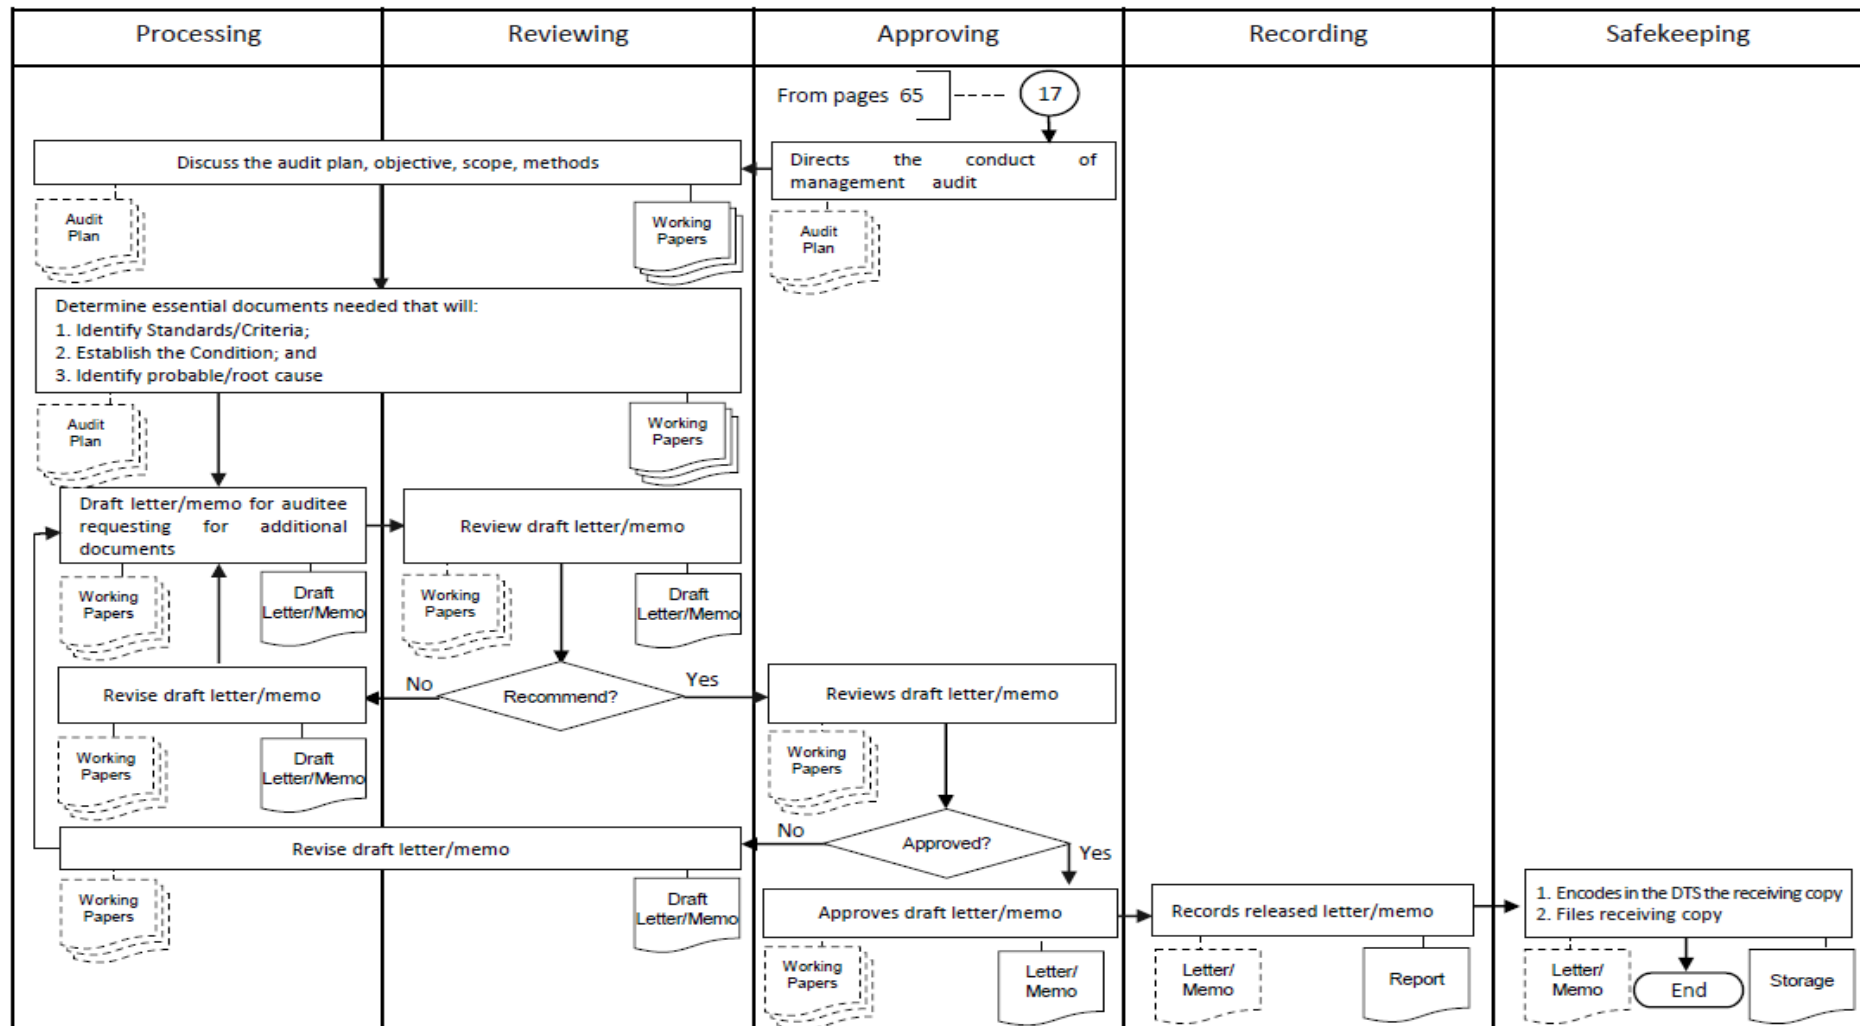 Processing
Reviewing
Approving
Recording
Safekeeping
From pages 65
17
Discuss the audit plan, objective, scope, methods
Directs the conduct of
management audit
Audit
Plan
Working
Papers
Audit
Plan
Determine essential documents needed that will:
1. Identify Standards/Criteria;
2. Establish the Condition; and
3. Identify probable/root cause
Audit
Plan
Working
Papers
Draft letter/memo for auditee
requesting for additional
documents
Review draft letter/memo
Working
Papers
Draft
Letter/Memo
Working
Papers
Draft
Letter/Memo
Revise draft letter/memo
No
Recommend?
Yes
Reviews draft letter/memo
Working
Papers
Draft
Letter/Memo
Working
Papers
Revise draft letter/memo
No
Approved?
Yes
Working
Papers
Draft
Letter/Memo
Approves draft letter/memo
Records released letter/memo
1. Encodes in the DTS the receiving copy
2. Files receiving copy
Working
Papers
Letter/
Memo
Letter/
Memo
Report
Letter/
Memo
End
Storage